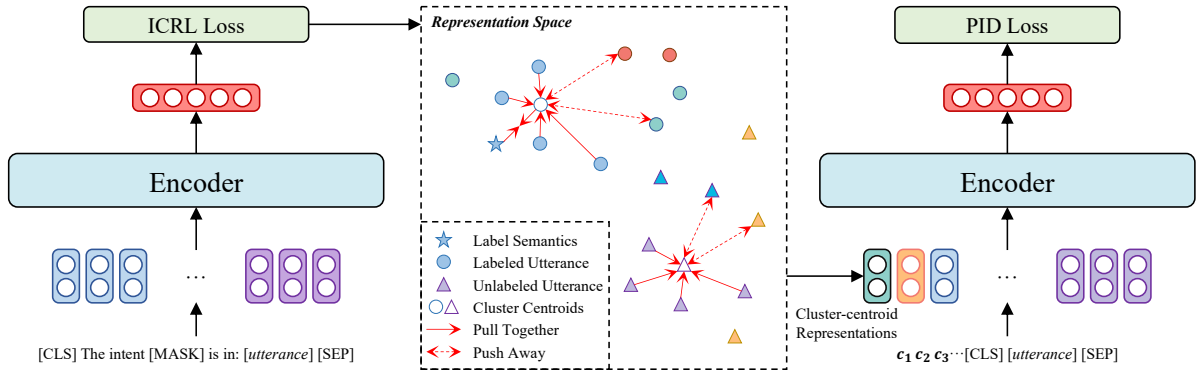 ICRL Loss
Encoder
...
[CLS] The intent [MASK] is in: [utterance] [SEP]
Representation Space
Label Semantics
Labeled Utterance
Unlabeled Utterance
Cluster Centroids
Pull Together
Push Away
PID Loss
Encoder
...
Cluster-centroid
Representations
c₁ c₂ c₃⋯[CLS] [utterance] [SEP]